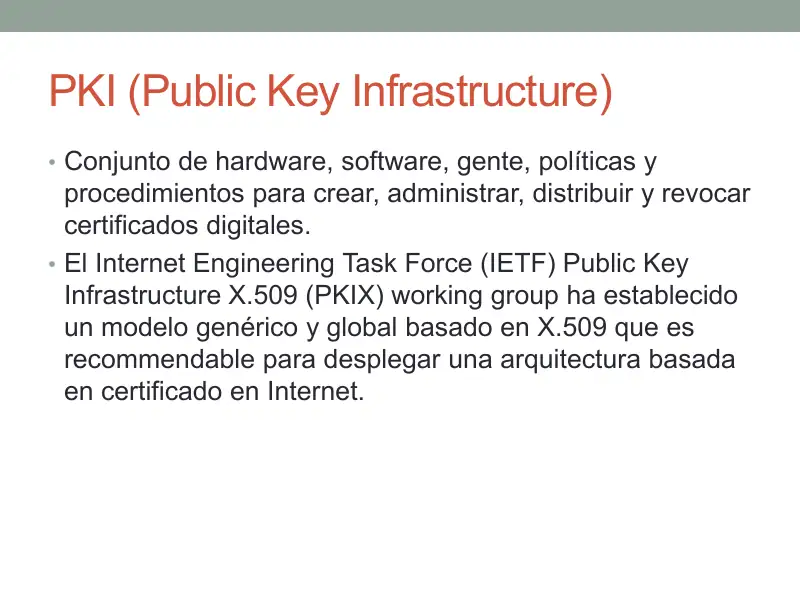 PKI (Public Key Infrastructure)
• Conjunto de hardware, software, gente, políticas y
procedimientos para crear, administrar, distribuir y revocar
certificados digitales.
• El Internet Engineering Task Force (IETF) Public Key
Infrastructure X.509 (PKIX) working group ha establecido
un modelo genérico y global basado en X.509 que es
recommendable para desplegar una arquitectura basada
en certificado en Internet.